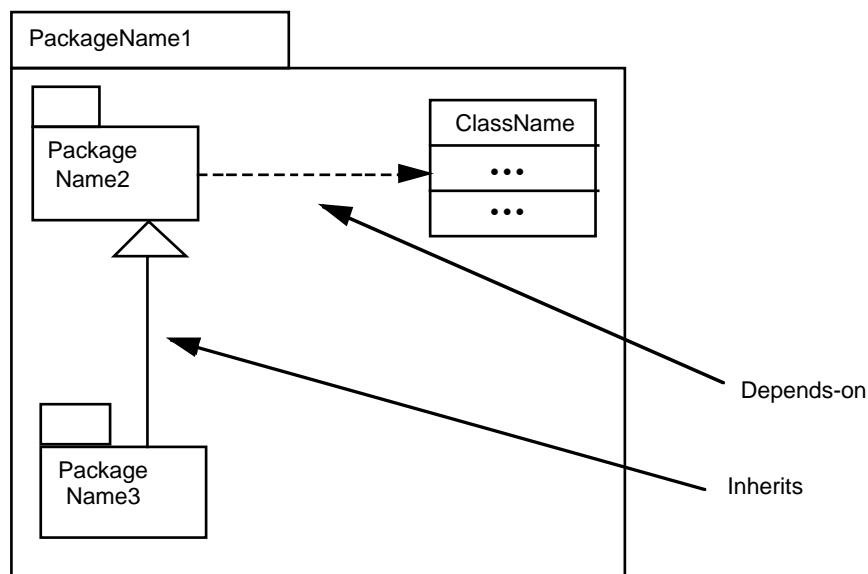 PackageName1
Package
Name2
ClassName
•••
•••
Depends-on
Package
Name3
Inherits